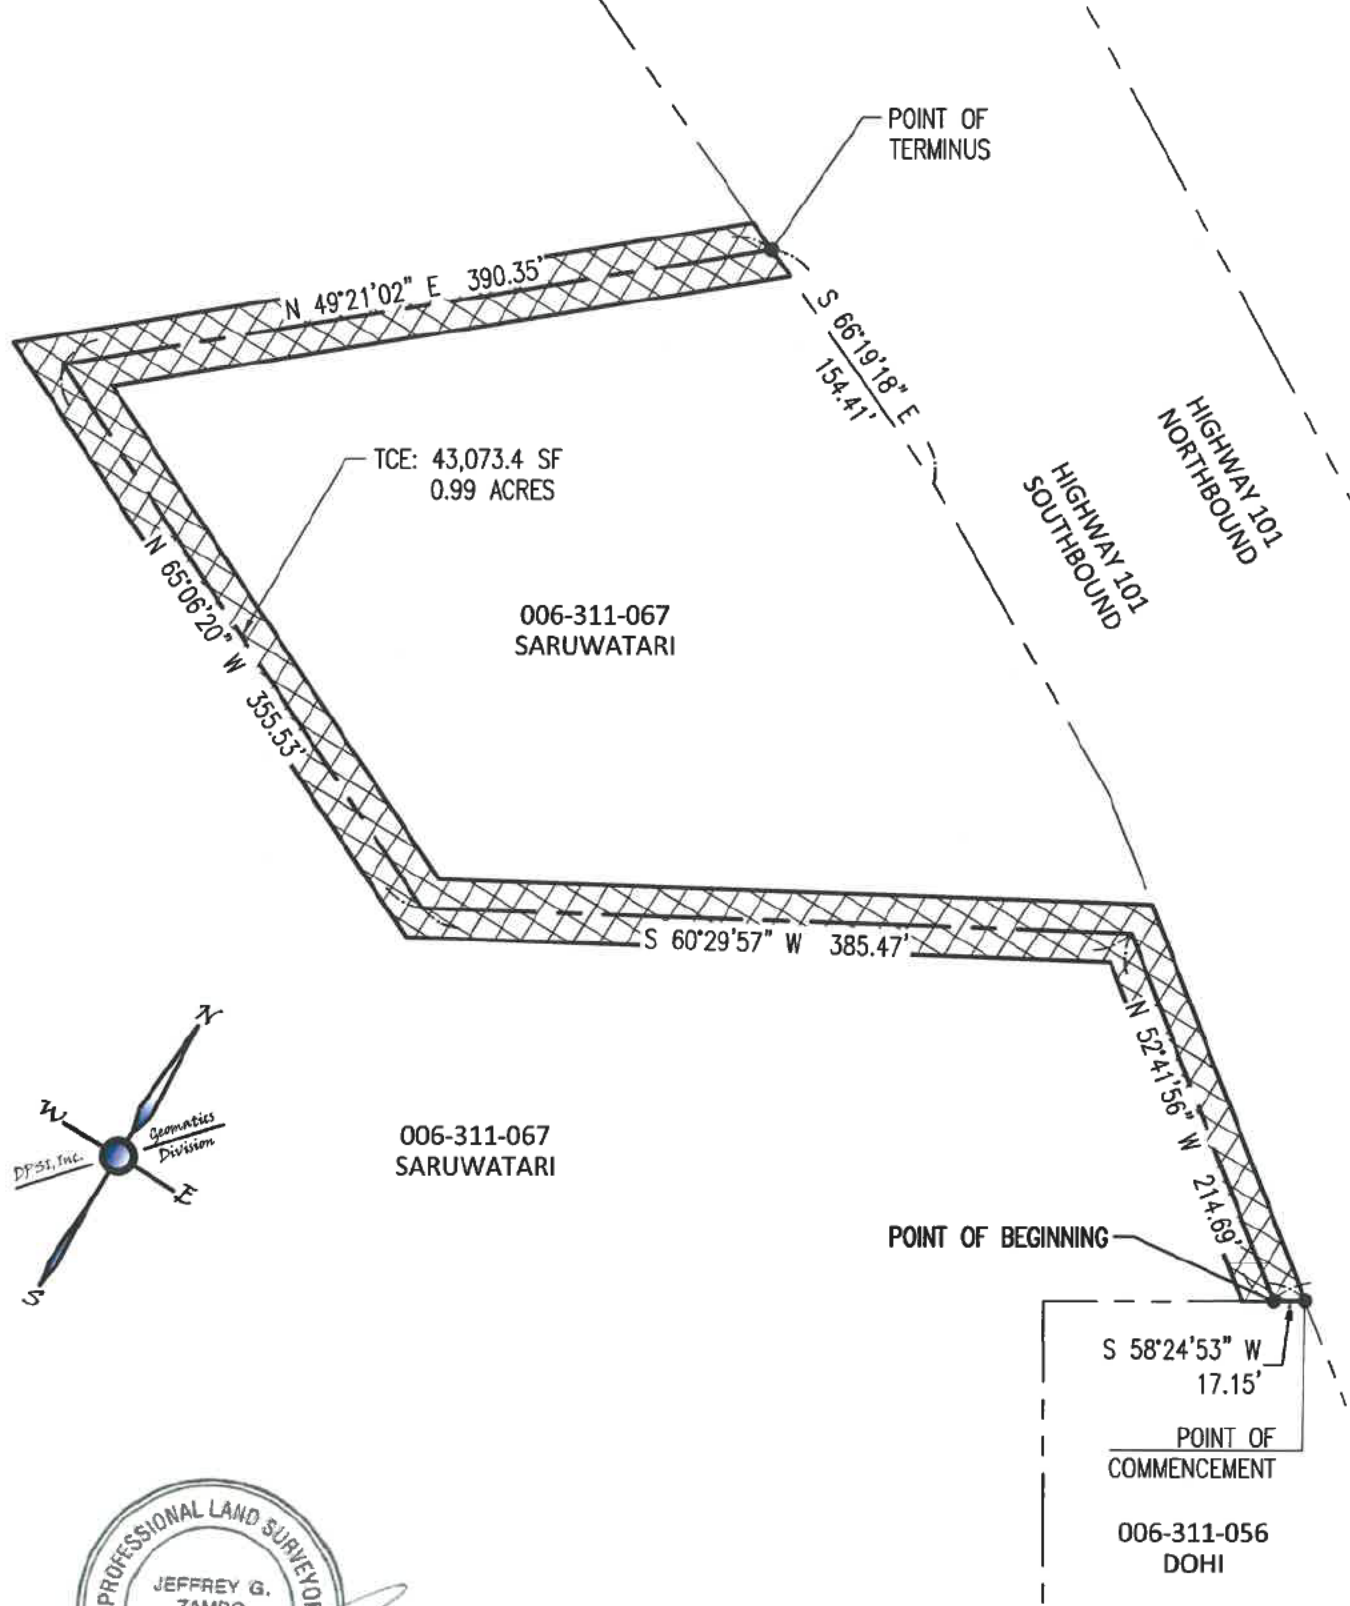 POINT OF
TERMINUS
N 49°21'02" E 390.35'
S 66°19'18" E
154.41'
HIGHWAY 101
NORTHBOUND
HIGHWAY 101
SOUTHBOUND
TCE: 43,073.4 SF
0.99 ACRES
N 65°06'20" W 355.53'
006-311-067
SARUWATARI
S 60°29'57" W 385.47'
N 52°41'56" W 214.69'
N
W
Geomatics
Division
DPSI, Inc.
E
S
006-311-067
SARUWATARI
POINT OF BEGINNING
S 58°24'53" W
17.15'
POINT OF
COMMENCEMENT
006-311-056
DOHI
PROFESSIONAL LAND SURVEYOR
JEFFREY G.